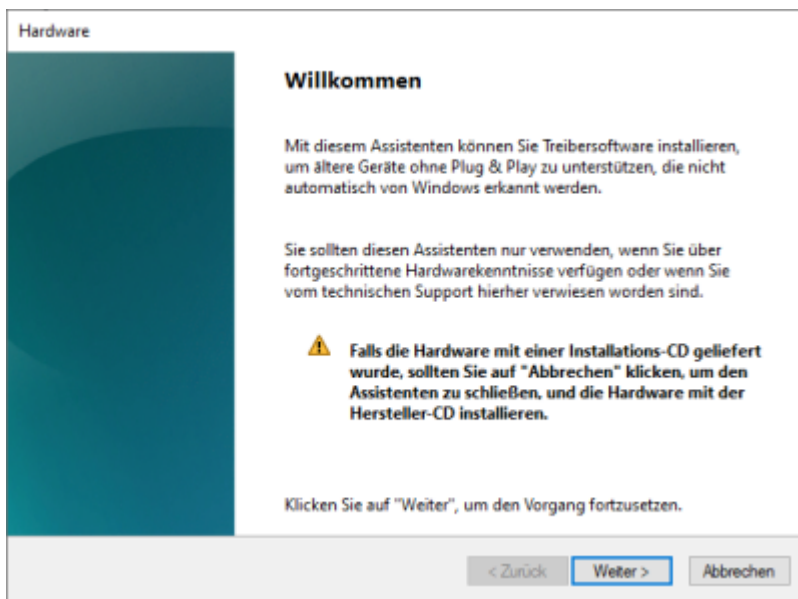 Hardware
Willkommen
Mit diesem Assistenten können Sie Treibersoftware installieren,
um ältere Geräte ohne Plug & Play zu unterstützen, die nicht
automatisch von Windows erkannt werden.
Sie sollten diesen Assistenten nur verwenden, wenn Sie über
fortgeschrittene Hardwarekenntnisse verfügen oder wenn Sie
vom technischen Support hierher verwiesen worden sind.
Falls die Hardware mit einer Installations-CD geliefert
wurde, sollten Sie auf "Abbrechen" klicken, um den
Assistenten zu schließen, und die Hardware mit der
Hersteller-CD installieren.
Klicken Sie auf "Weiter", um den Vorgang fortzusetzen.
< Zurück Weiter > Abbrechen